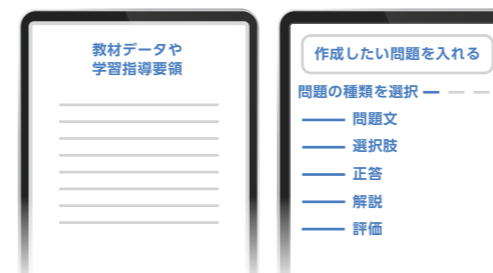 教材データや
学習指導要領
作成したい問題を入れる
問題の種類を選択
問題文
選択肢
正答
解説
評価